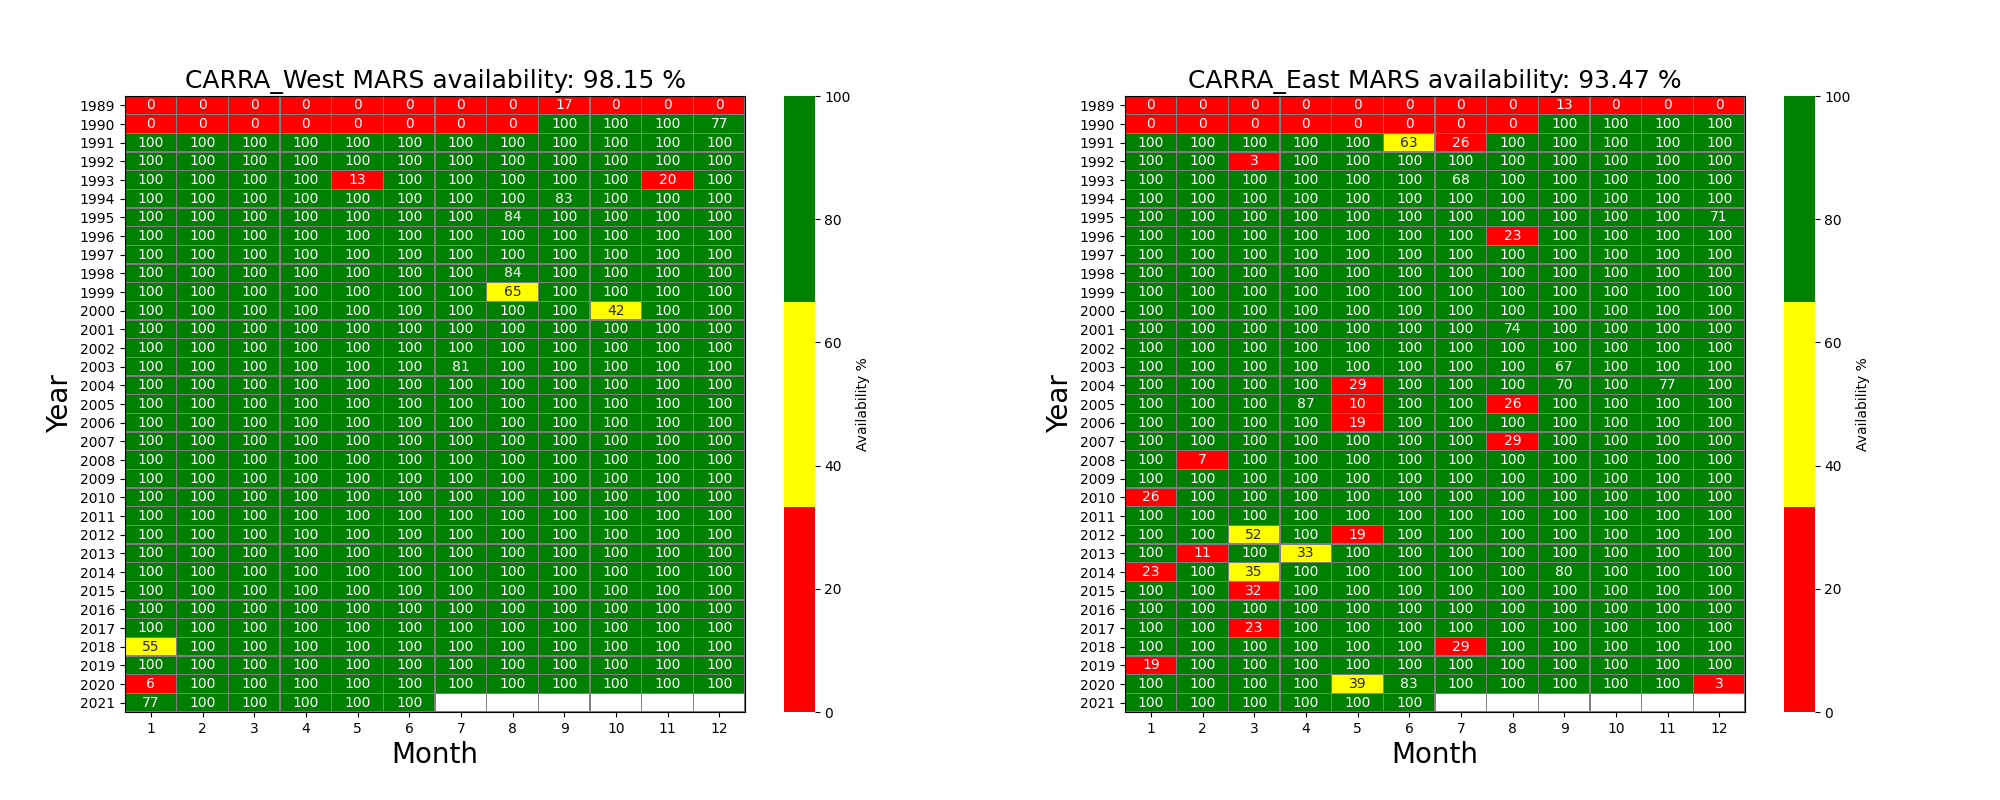 CARRA_West MARS availability: 98.15 %
1989 0 0 0 0 0 0 0 0 17 0 0 0
1990 0 0 0 0 0 0 0 0 100 100 100 77
1991 100 100 100 100 100 100 100 100 100 100 100 100
1992 100 100 100 100 100 100 100 100 100 100 100 100
1993 100 100 100 100 13 100 100 100 100 100 20 100
1994 100 100 100 100 100 100 100 100 83 100 100 100
1995 100 100 100 100 100 100 100 84 100 100 100 100
1996 100 100 100 100 100 100 100 100 100 100 100 100
1997 100 100 100 100 100 100 100 100 100 100 100 100
1998 100 100 100 100 100 100 100 84 100 100 100 100
1999 100 100 100 100 100 100 100 65 100 100 100 100
2000 100 100 100 100 100 100 100 100 100 42 100 100
2001 100 100 100 100 100 100 100 100 100 100 100 100
2002 100 100 100 100 100 100 100 100 100 100 100 100
2003 100 100 100 100 100 100 81 100 100 100 100 100
2004 100 100 100 100 100 100 100 100 100 100 100 100
2005 100 100 100 100 100 100 100 100 100 100 100 100
2006 100 100 100 100 100 100 100 100 100 100 100 100
2007 100 100 100 100 100 100 100 100 100 100 100 100
2008 100 100 100 100 100 100 100 100 100 100 100 100
2009 100 100 100 100 100 100 100 100 100 100 100 100
2010 100 100 100 100 100 100 100 100 100 100 100 100
2011 100 100 100 100 100 100 100 100 100 100 100 100
2012 100 100 100 100 100 100 100 100 100 100 100 100
2013 100 100 100 100 100 100 100 100 100 100 100 100
2014 100 100 100 100 100 100 100 100 100 100 100 100
2015 100 100 100 100 100 100 100 100 100 100 100 100
2016 100 100 100 100 100 100 100 100 100 100 100 100
2017 100 100 100 100 100 100 100 100 100 100 100 100
2018 55 100 100 100 100 100 100 100 100 100 100 100
2019 100 100 100 100 100 100 100 100 100 100 100 100
2020 6 100 100 100 100 100 100 100 100 100 100 100
2021 77 100 100 100 100 100
1 2 3 4 5 6 7 8 9 10 11 12
Month
Year
100
80
60
40
20
0
Availability %
CARRA_East MARS availability: 93.47 %
1989 0 0 0 0 0 0 0 0 13 0 0 0
1990 0 0 0 0 0 0 0 0 100 100 100 100
1991 100 100 100 100 100 63 26 100 100 100 100 100
1992 100 100 3 100 100 100 100 100 100 100 100 100
1993 100 100 100 100 100 100 68 100 100 100 100 100
1994 100 100 100 100 100 100 100 100 100 100 100 100
1995 100 100 100 100 100 100 100 100 100 100 100 71
1996 100 100 100 100 100 100 100 23 100 100 100 100
1997 100 100 100 100 100 100 100 100 100 100 100 100
1998 100 100 100 100 100 100 100 100 100 100 100 100
1999 100 100 100 100 100 100 100 100 100 100 100 100
2000 100 100 100 100 100 100 100 100 100 100 100 100
2001 100 100 100 100 100 100 100 74 100 100 100 100
2002 100 100 100 100 100 100 100 100 100 100 100 100
2003 100 100 100 100 100 100 100 100 67 100 100 100
2004 100 100 100 100 29 100 100 100 70 100 77 100
2005 100 100 100 87 10 100 100 26 100 100 100 100
2006 100 100 100 100 19 100 100 100 100 100 100 100
2007 100 100 100 100 100 100 100 29 100 100 100 100
2008 100 7 100 100 100 100 100 100 100 100 100 100
2009 100 100 100 100 100 100 100 100 100 100 100 100
2010 26 100 100 100 100 100 100 100 100 100 100 100
2011 100 100 100 100 100 100 100 100 100 100 100 100
2012 100 100 52 100 19 100 100 100 100 100 100 100
2013 100 11 100 33 100 100 100 100 100 100 100 100
2014 23 100 35 100 100 100 100 100 80 100 100 100
2015 100 100 32 100 100 100 100 100 100 100 100 100
2016 100 100 100 100 100 100 100 100 100 100 100 100
2017 100 100 23 100 100 100 100 100 100 100 100 100
2018 100 100 100 100 100 100 29 100 100 100 100 100
2019 19 100 100 100 100 100 100 100 100 100 100 100
2020 100 100 100 100 39 83 100 100 100 100 100 3
2021 100 100 100 100 100 100
1 2 3 4 5 6 7 8 9 10 11 12
Month
Year
100
80
60
40
20
0
Availability %